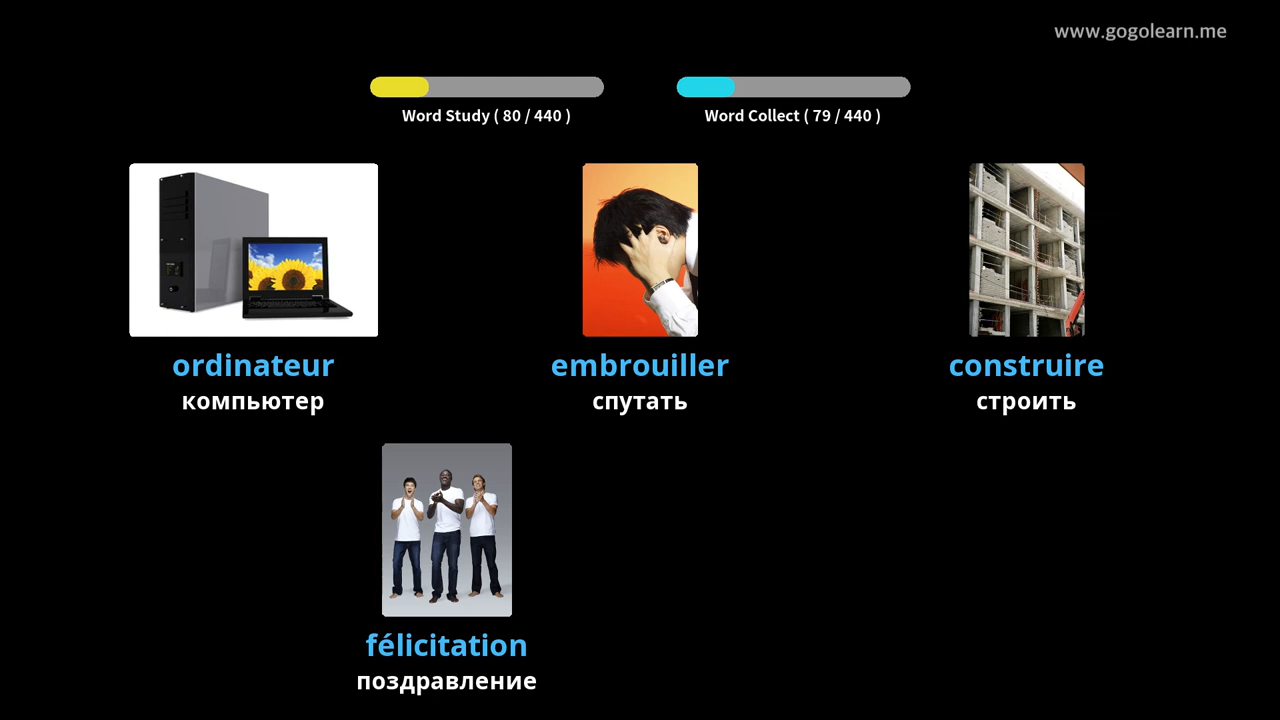 www.gogolearn.me
Word Study ( 80 / 440 )
Word Collect ( 79 / 440 )
ordinateur
компьютер
embrouiller
спутать
construire
строить
félicitation
поздравление